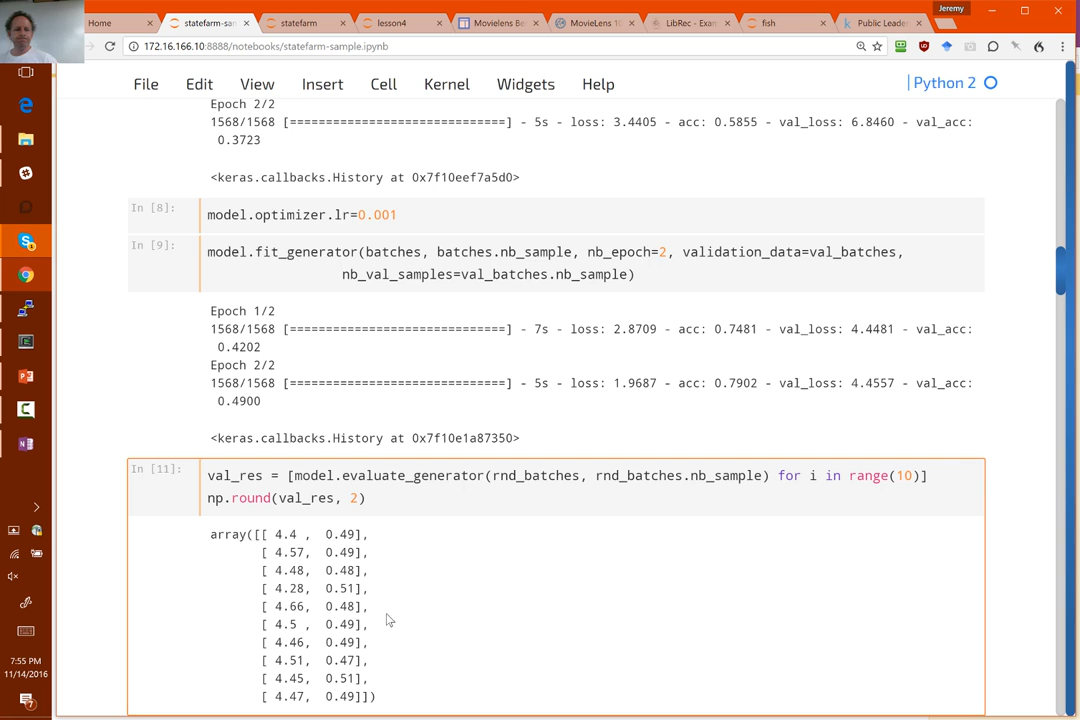 Jeremy
Home
statefarm-sam
statefarm
lesson4
Movielens Be
MovieLens 10
LibRec - Exam
fish
Public Leader
172.16.166.10:8888/notebooks/statefarm-sample.ipynb
File Edit View Insert Cell Kernel Widgets Help Python 2
Epoch 2/2
1568/1568 [==============================] - 5s - loss: 3.4405 - acc: 0.5855 - val_loss: 6.8460 - val_acc:
0.3723
<keras.callbacks.History at 0x7f10eef7a5d0>
In [8]: model.optimizer.lr=0.001
In [9]: model.fit_generator(batches, batches.nb_sample, nb_epoch=2, validation_data=val_batches,
nb_val_samples=val_batches.nb_sample)
Epoch 1/2
1568/1568 [==============================] - 7s - loss: 2.8709 - acc: 0.7481 - val_loss: 4.4481 - val_acc:
0.4202
Epoch 2/2
1568/1568 [==============================] - 5s - loss: 1.9687 - acc: 0.7902 - val_loss: 4.4557 - val_acc:
0.4900
<keras.callbacks.History at 0x7f10e1a87350>
In [11]: val_res = [model.evaluate_generator(rnd_batches, rnd_batches.nb_sample) for i in range(10)]
np.round(val_res, 2)
array([[ 4.4 , 0.49],
[ 4.57, 0.49],
[ 4.48, 0.48],
[ 4.28, 0.51],
[ 4.66, 0.48],
[ 4.5 , 0.49],
[ 4.46, 0.49],
[ 4.51, 0.47],
[ 4.45, 0.51],
[ 4.47, 0.49]])
7:55 PM
11/14/2016